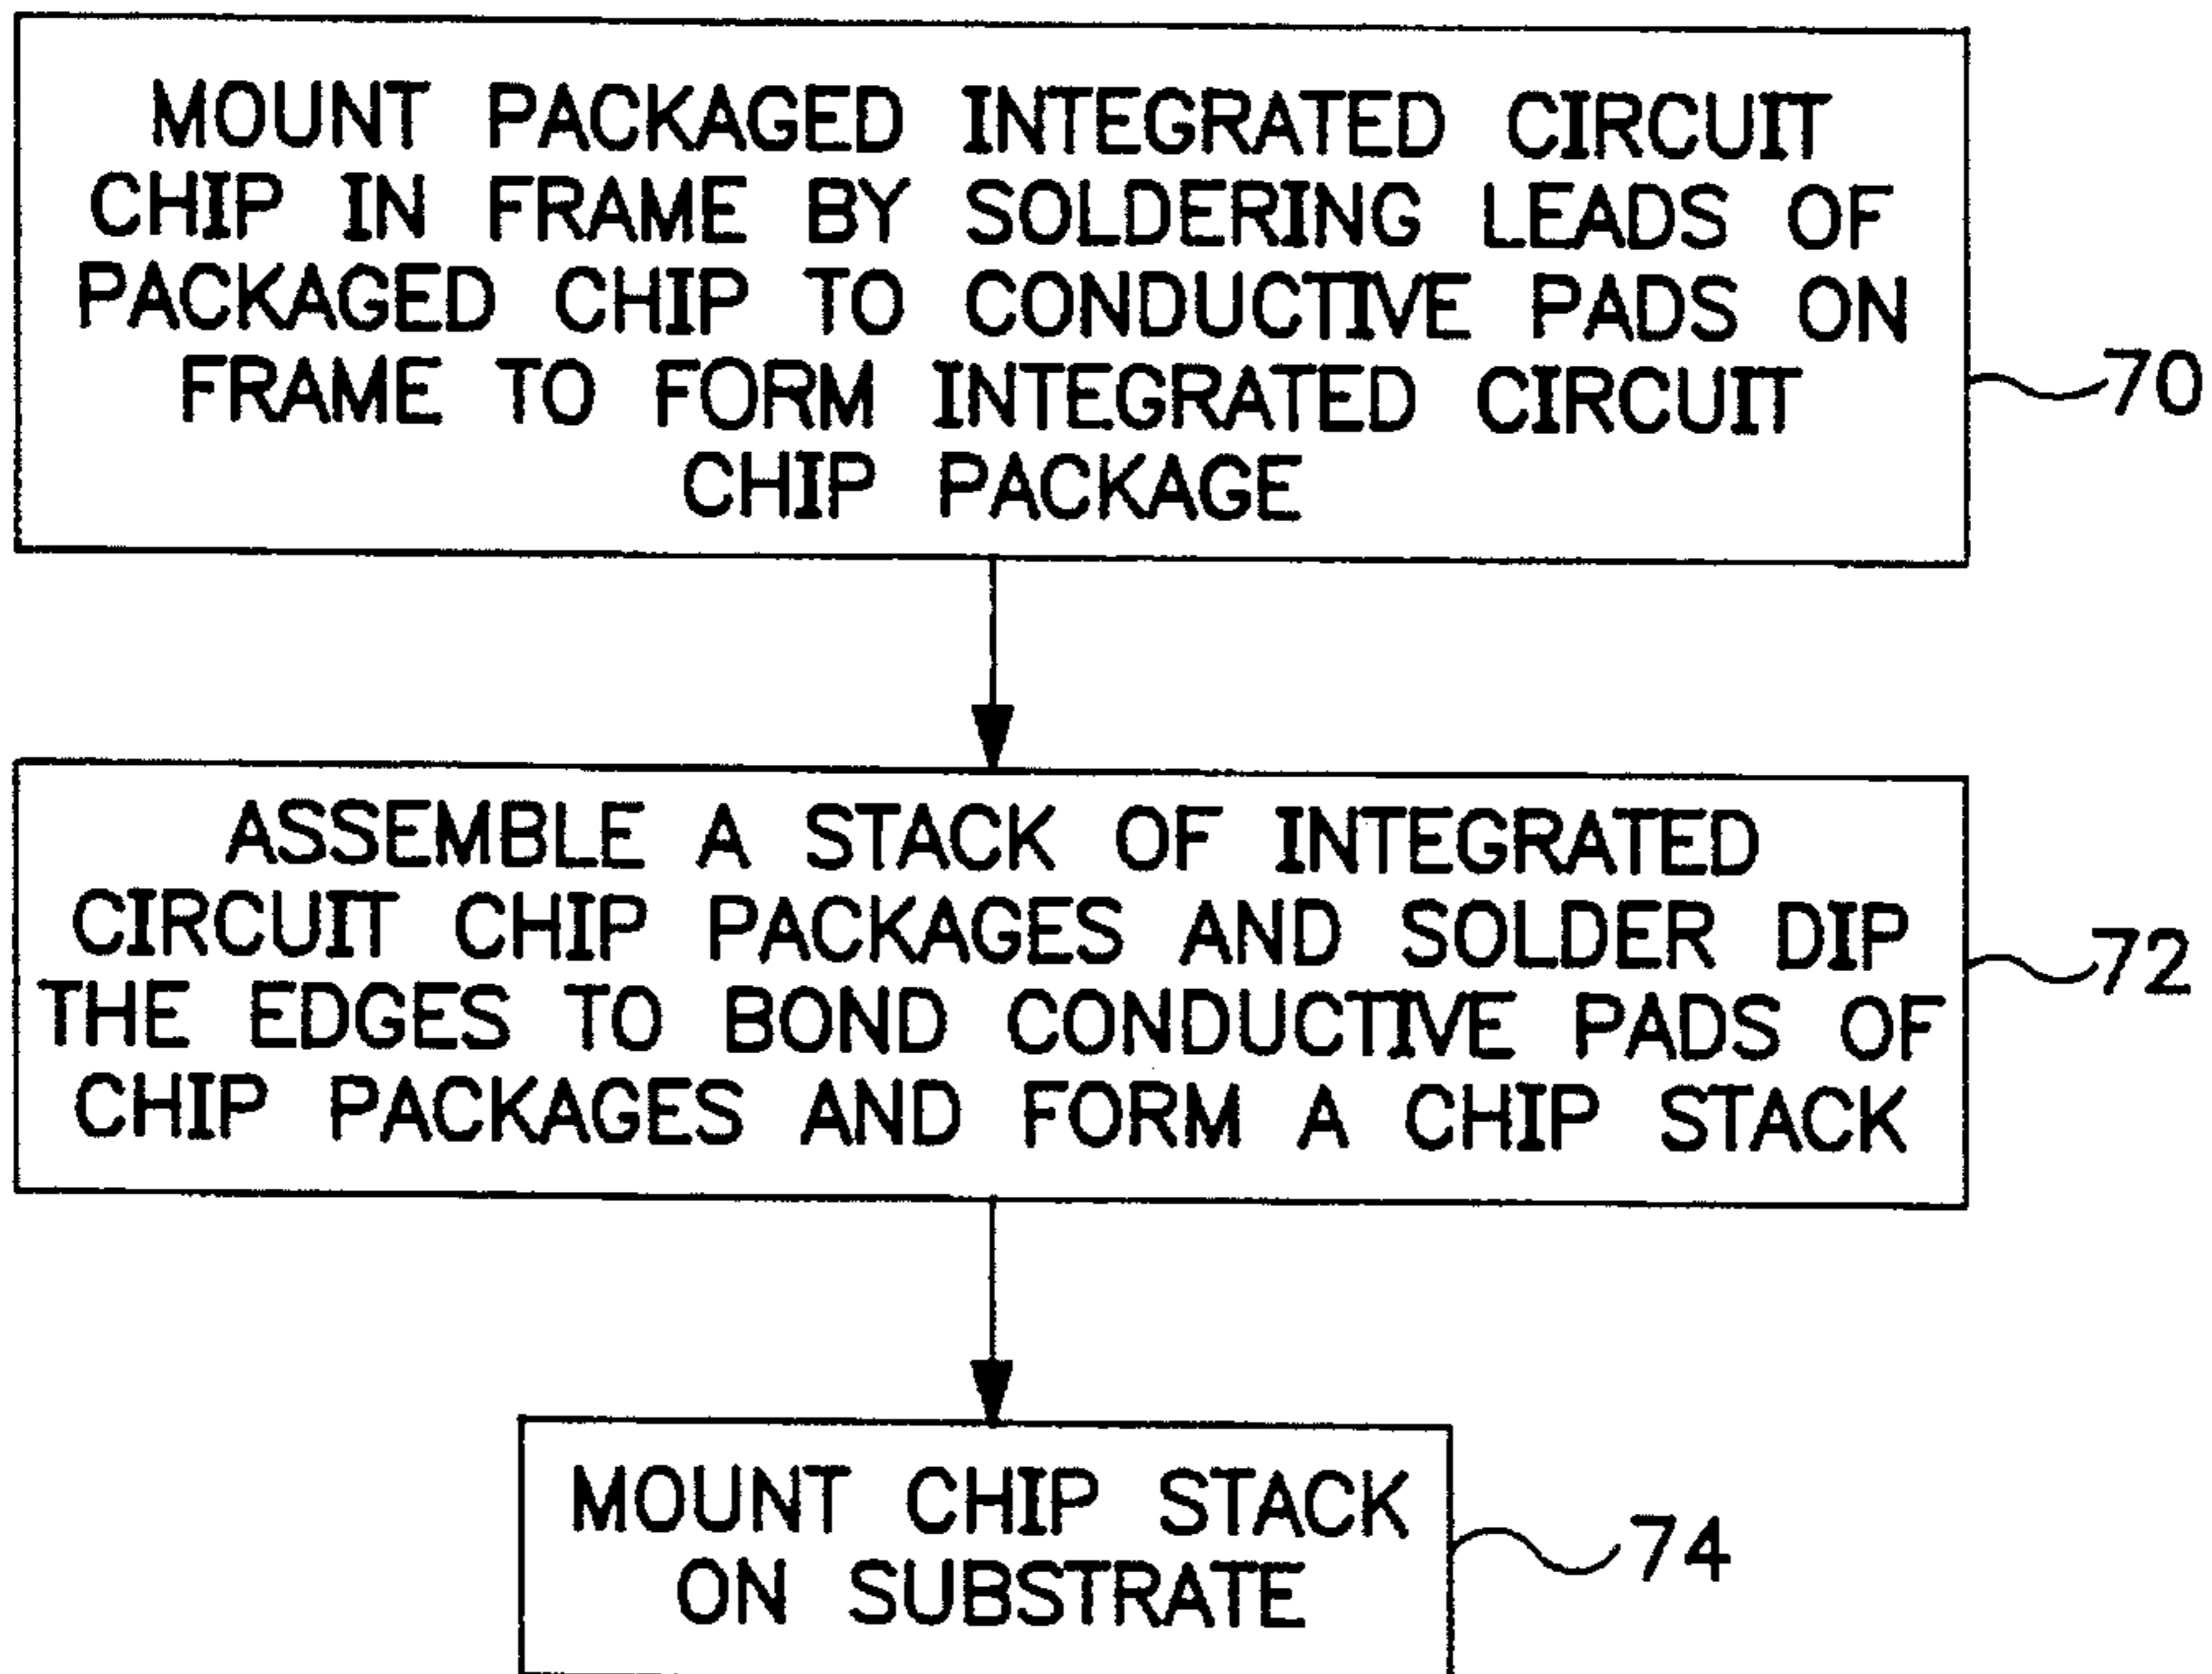 MOUNT PACKAGED INTEGRATED CIRCUIT
CHIP IN FRAME BY SOLDERING LEADS OF
PACKAGED CHIP TO CONDUCTIVE PADS ON
FRAME TO FORM INTEGRATED CIRCUIT
CHIP PACKAGE
70
ASSEMBLE A STACK OF INTEGRATED
CIRCUIT CHIP PACKAGES AND SOLDER DIP
THE EDGES TO BOND CONDUCTIVE PADS OF
CHIP PACKAGES AND FORM A CHIP STACK
72
MOUNT CHIP STACK
ON SUBSTRATE
74